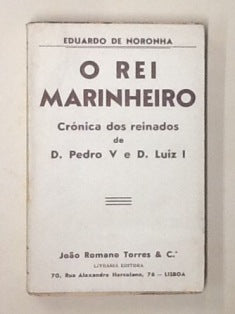 EDUARDO DE NORONHA
O REI
MARINHEIRO
Crónica dos reinados
de
D. Pedro V e D. Luiz I
João Romano Torres & C.ª
LIVRARIA EDITORA
70, Rua Alexandre Herculano, 76 — LISBOA